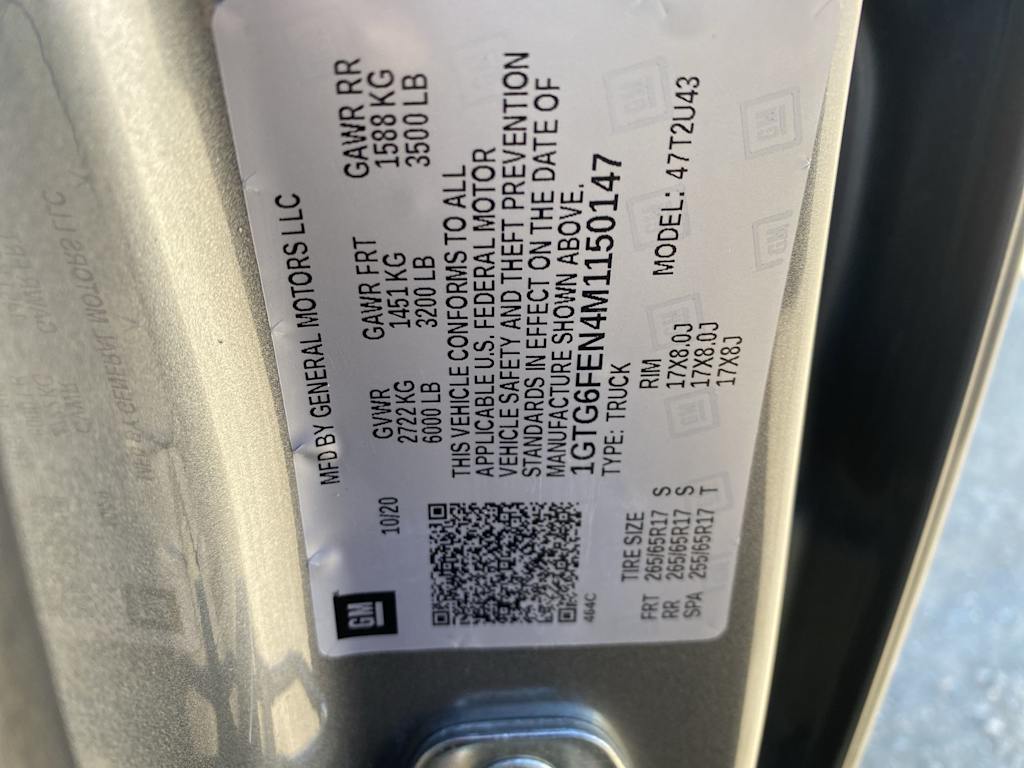 MFD BY GENERAL MOTORS LLC
10/20
GVWR GAWR FRT GAWR RR
2722 KG 1451 KG 1588 KG
6000 LB 3200 LB 3500 LB
THIS VEHICLE CONFORMS TO ALL
APPLICABLE U.S. FEDERAL MOTOR
VEHICLE SAFETY AND THEFT PREVENTION
STANDARDS IN EFFECT ON THE DATE OF
MANUFACTURE SHOWN ABOVE.
1GTG6FEN4M1150147
TYPE: TRUCK
MODEL: 47T2U43
GM
464C
TIRE SIZE RIM
FRT 265/65R17 S 17X8.0J
RR 265/65R17 S 17X8.0J
SPA 255/65R17 T 17X8J
GM
GM
GM